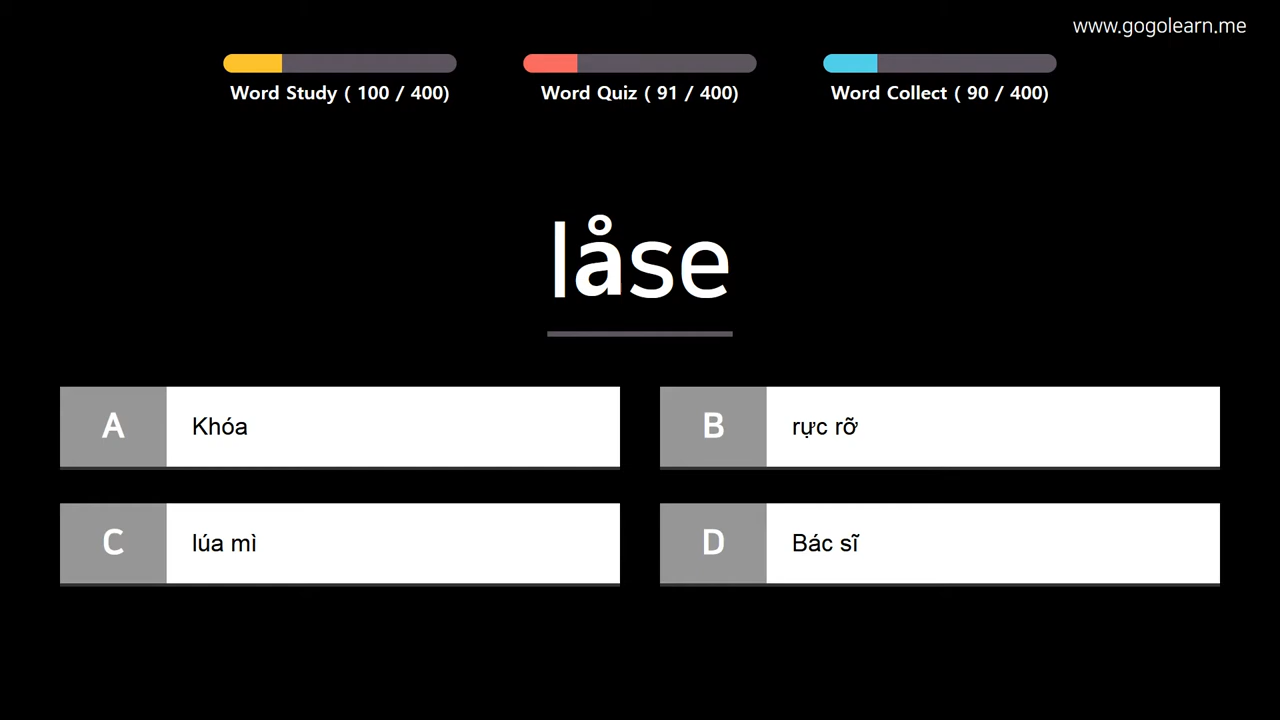 www.gogolearn.me
Word Study ( 100 / 400)
Word Quiz ( 91 / 400)
Word Collect ( 90 / 400)
låse
A Khóa
B rực rỡ
C lúa mì
D Bác sĩ